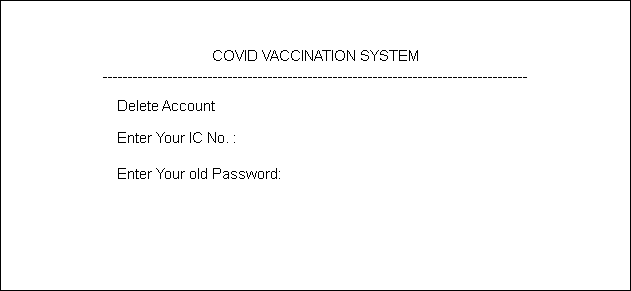 COVID VACCINATION SYSTEM
-------------------------------------------------------------------------------------
Delete Account
Enter Your IC No. :
Enter Your old Password: